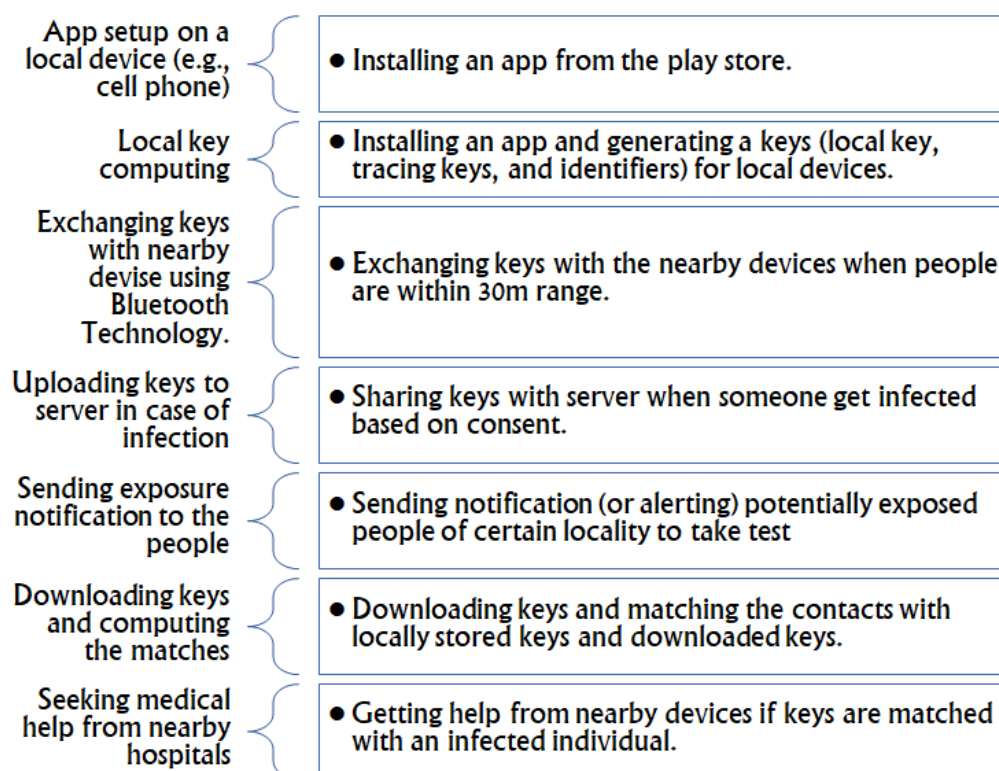 App setup on a
local device (e.g.,
cell phone)
● Installing an app from the play store.
Local key
computing
● Installing an app and generating a keys (local key,
tracing keys, and identifiers) for local devices.
Exchanging keys
with nearby
devise using
Bluetooth
Technology.
● Exchanging keys with the nearby devices when people
are within 30m range.
Uploading keys to
server in case of
infection
● Sharing keys with server when someone get infected
based on consent.
Sending exposure
notification to the
people
● Sending notification (or alerting) potentially exposed
people of certain locality to take test
Downloading keys
and computing
the matches
● Downloading keys and matching the contacts with
locally stored keys and downloaded keys.
Seeking medical
help from nearby
hospitals
● Getting help from nearby devices if keys are matched
with an infected individual.